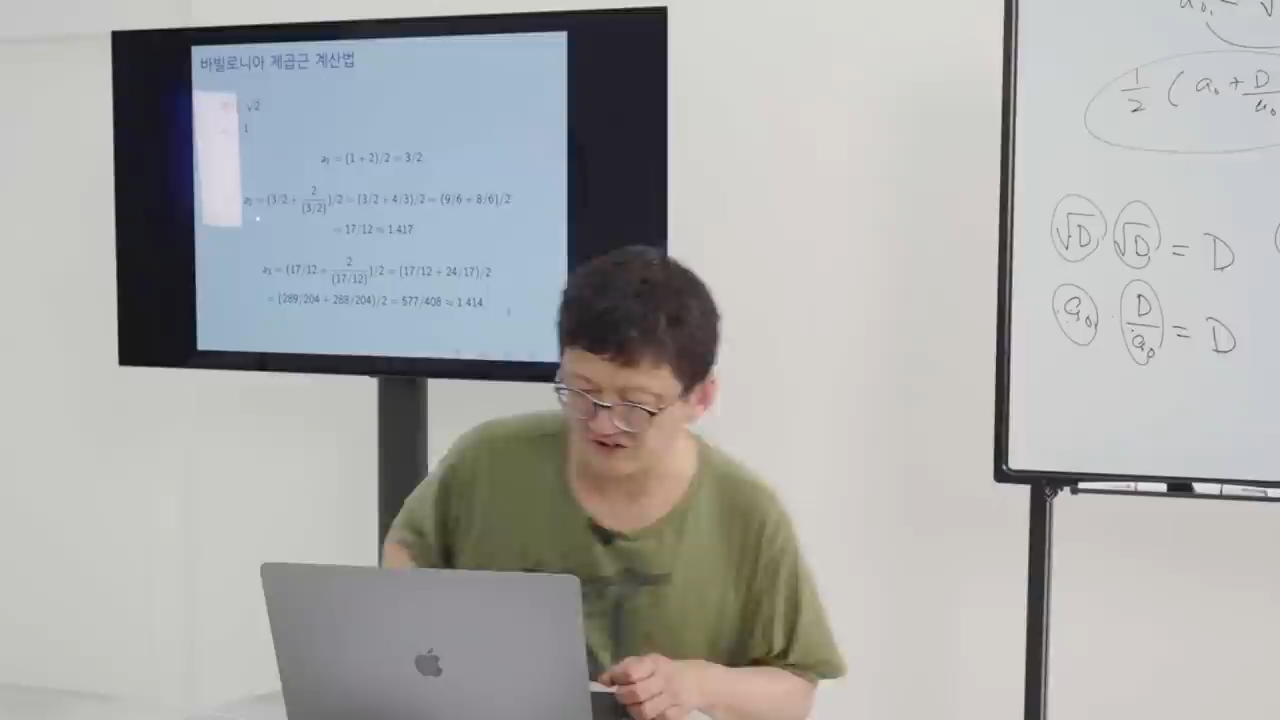 바빌로니아 제곱근 계산법
√2
1
a₁ = (1 + 2)/2 = 3/2
a₂ = (3/2 + 2/(3/2))/2 = (3/2 + 4/3)/2 = (9/6 + 8/6)/2
= 17/12 ≈ 1.417
a₃ = (17/12 + 2/(17/12))/2 = (17/12 + 24/17)/2
= (289/204 + 288/204)/2 = 577/408 ≈ 1.414
1/2 ( a₀ + D/a₀
√D √D = D
a₀ · D/a₀ = D